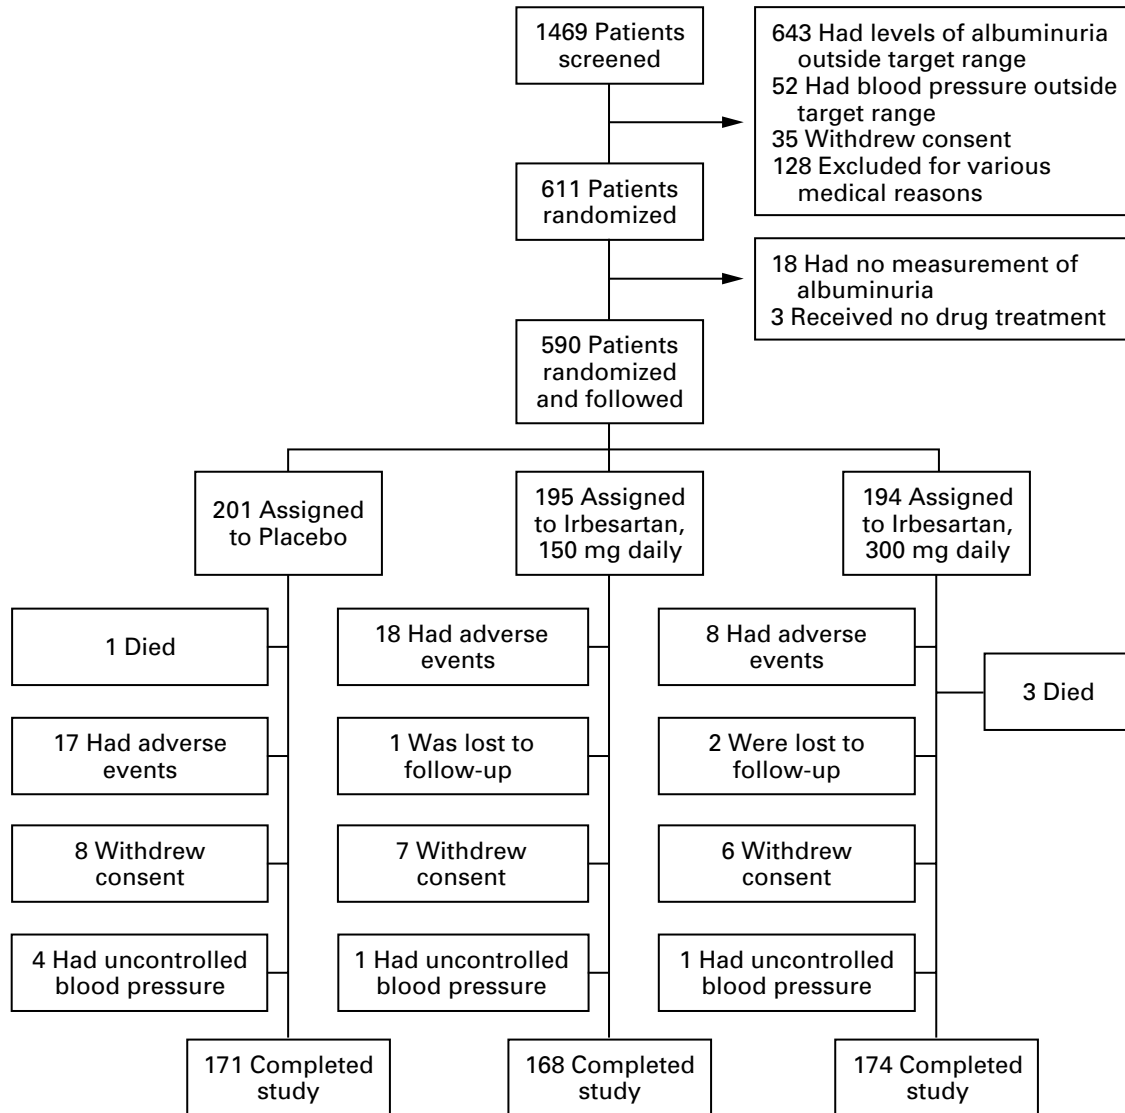 1469 Patients
screened
643 Had levels of albuminuria
outside target range
52 Had blood pressure outside
target range
35 Withdrew consent
128 Excluded for various
medical reasons
611 Patients
randomized
18 Had no measurement of
albuminuria
3 Received no drug treatment
590 Patients
randomized
and followed
201 Assigned
to Placebo
195 Assigned
to Irbesartan,
150 mg daily
194 Assigned
to Irbesartan,
300 mg daily
1 Died
18 Had adverse
events
8 Had adverse
events
3 Died
17 Had adverse
events
1 Was lost to
follow-up
2 Were lost to
follow-up
8 Withdrew
consent
7 Withdrew
consent
6 Withdrew
consent
4 Had uncontrolled
blood pressure
1 Had uncontrolled
blood pressure
1 Had uncontrolled
blood pressure
171 Completed
study
168 Completed
study
174 Completed
study